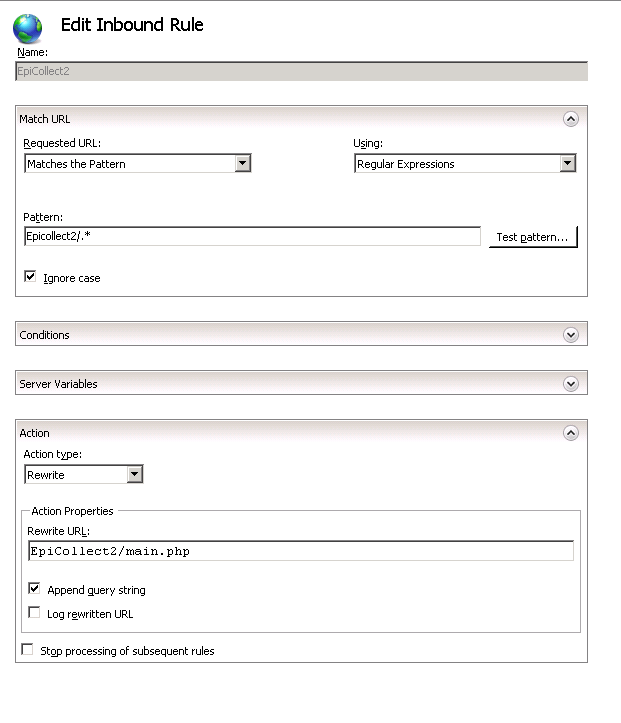 Edit Inbound Rule
Name:
EpiCollect2
Match URL
Requested URL: Using:
Matches the Pattern Regular Expressions
Pattern:
Epicollect2/.* Test pattern...
Ignore case
Conditions
Server Variables
Action
Action type:
Rewrite
Action Properties
Rewrite URL:
EpiCollect2/main.php
Append query string
Log rewritten URL
Stop processing of subsequent rules